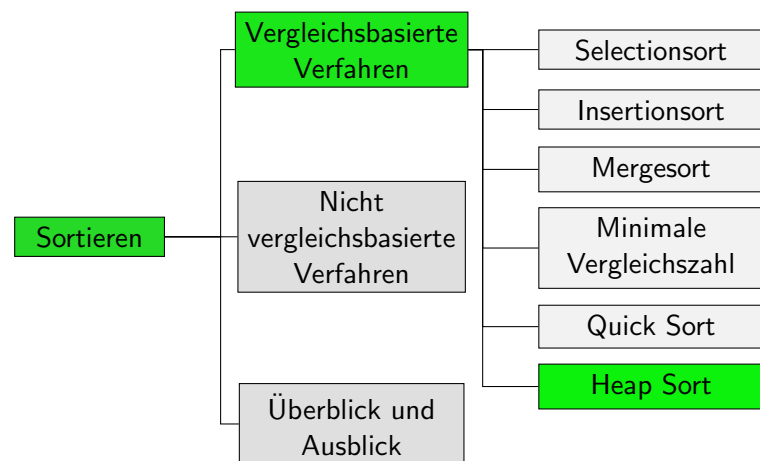 Sortieren
Vergleichsbasierte
Verfahren
Nicht
vergleichsbasierte
Verfahren
Überblick und
Ausblick
Selectionsort
Insertionsort
Mergesort
Minimale
Vergleichszahl
Quick Sort
Heap Sort